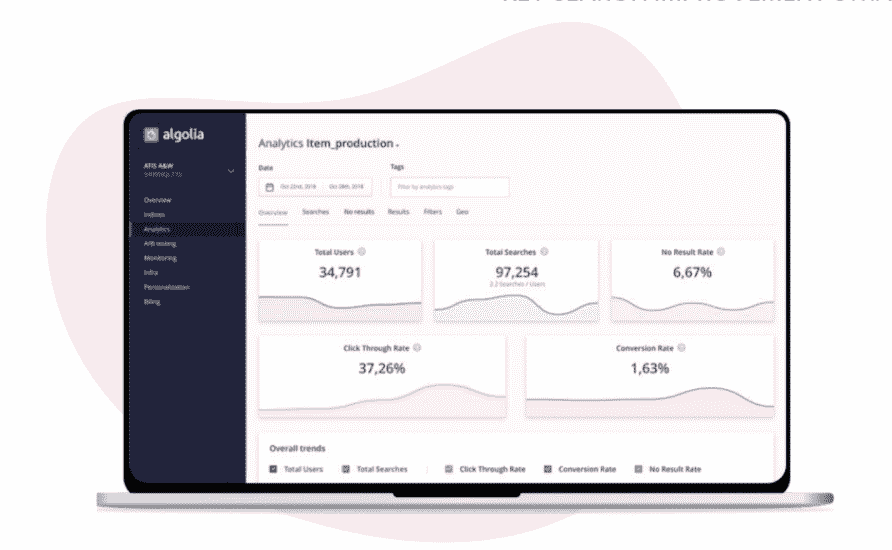 algolia
ATIS A&W
Overview
Indices
Analytics
A/B testing
Monitoring
Infra
Personalization
Billing
Analytics Item_production
Date
Tags
Oct 22nd, 2018 Oct 28th, 2018
Filter by analytics tags
Overview Searches No results Results Filters Geo
Total Users
34,791
Total Searches
97,254
2.2 Searches / Users
No Result Rate
6,67%
Click Through Rate
37,26%
Conversion Rate
1,63%
Overall trends
Total Users Total Searches Click Through Rate Conversion Rate No Result Rate